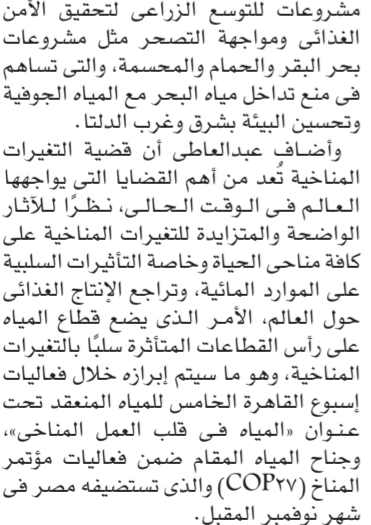 مشروعات للتوسع الزراعى لتحقيق الأمن
الغذائى ومواجهة التصحر مثل مشروعات
بحر البقر والحمام والمحسمة، والتى تساهم
فى منع تداخل مياه البحر مع المياه الجوفية
وتحسين البيئة بشرق وغرب الدلتا.
وأضاف عبدالعاطى أن قضية التغيرات
المناخية تُعد من أهم القضايا التى يواجهها
العالم فى الوقت الحالى، نظرًا للآثار
الواضحة والمتزايدة للتغيرات المناخية على
كافة مناحى الحياة وخاصة التأثيرات السلبية
على الموارد المائية، وتراجع الإنتاج الغذائى
حول العالم، الأمر الذى يضع قطاع المياه
على رأس القطاعات المتأثرة سلبًا بالتغيرات
المناخية، وهو ما سيتم إبرازه خلال فعاليات
إسبوع القاهرة الخامس للمياه المنعقد تحت
عنوان «المياه فى قلب العمل المناخى»،
وجناح المياه المقام ضمن فعاليات مؤتمر
المناخ (COP٢٧) والذى تستضيفه مصر فى
شهر نوفمبر المقبل.